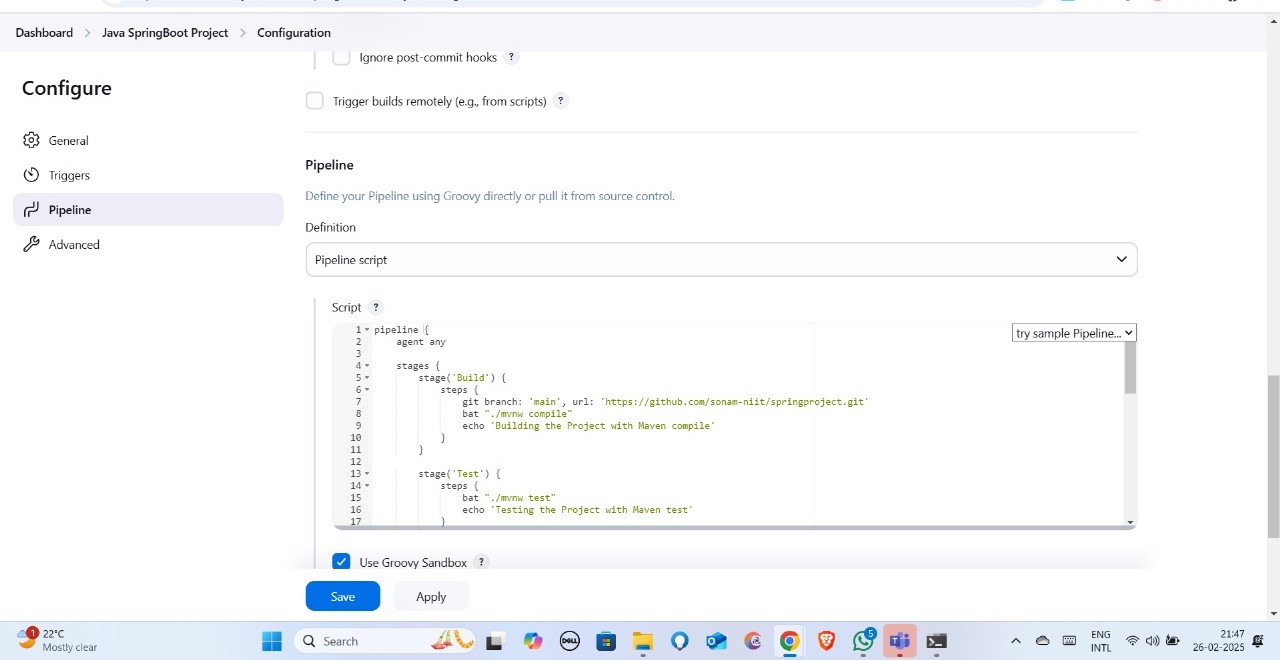 Dashboard > Java SpringBoot Project > Configuration
Ignore post-commit hooks ?
Configure
Trigger builds remotely (e.g., from scripts) ?
General
Triggers
Pipeline
Advanced
Pipeline
Define your Pipeline using Groovy directly or pull it from source control.
Definition
Pipeline script
Script ?
try sample Pipeline...
1 pipeline {
2 agent any
3
4 stages {
5 stage('Build') {
6 steps {
7 git branch: 'main', url: 'https://github.com/sonam-niit/springproject.git'
8 bat "./mvnw compile"
9 echo 'Building the Project with Maven compile'
10 }
11 }
12
13 stage('Test') {
14 steps {
15 bat "./mvnw test"
16 echo 'Testing the Project with Maven test'
17 }
Use Groovy Sandbox ?
Save Apply
1
22°C
Mostly clear
Search
DELL
5
ENG
INTL
21:47
26-02-2025